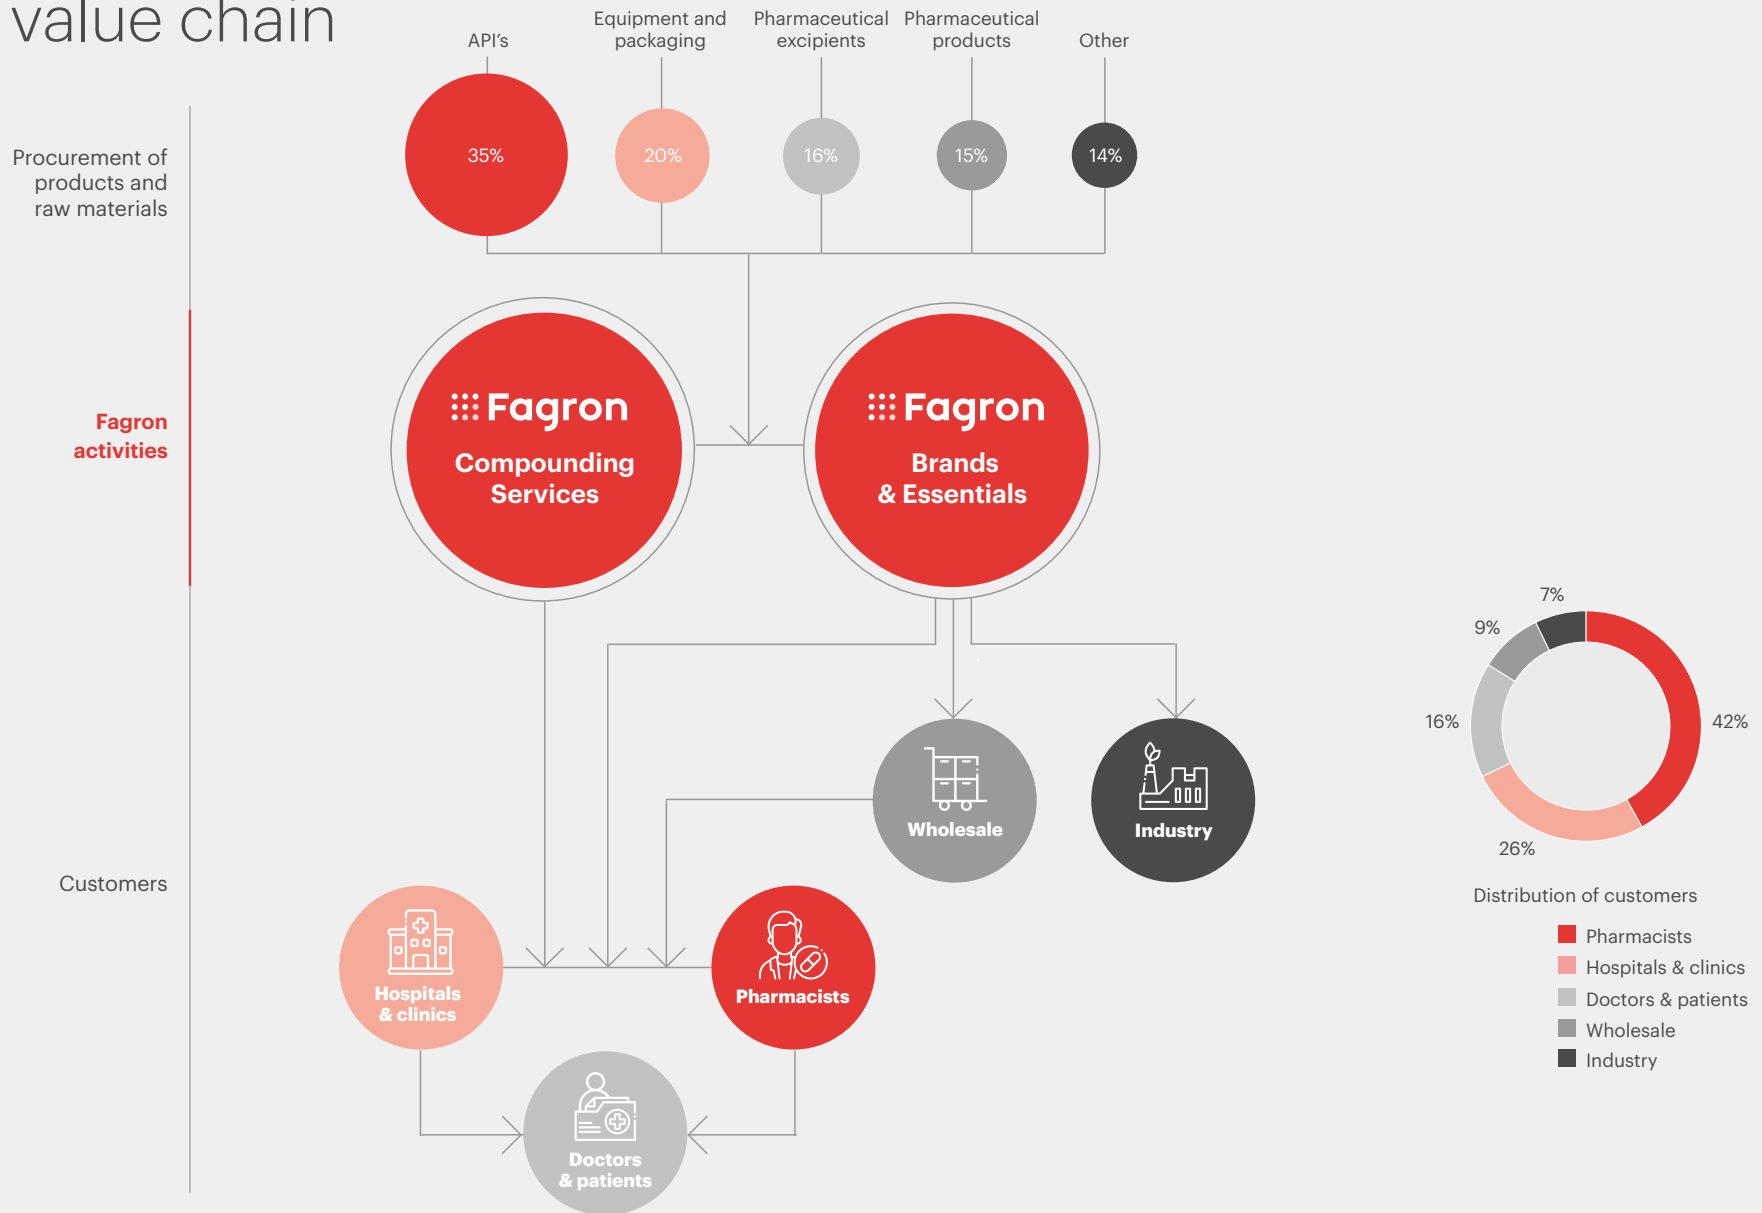 value chain
API's
Equipment and
packaging
Pharmaceutical
excipients
Pharmaceutical
products
Other
Procurement of
products and
raw materials
35%
20%
16%
15%
14%
Fagron
activities
Fagron
Compounding
Services
Fagron
Brands
& Essentials
Customers
Wholesale
Industry
Hospitals
& clinics
Pharmacists
Doctors
& patients
7%
9%
16%
42%
26%
Distribution of customers
Pharmacists
Hospitals & clinics
Doctors & patients
Wholesale
Industry